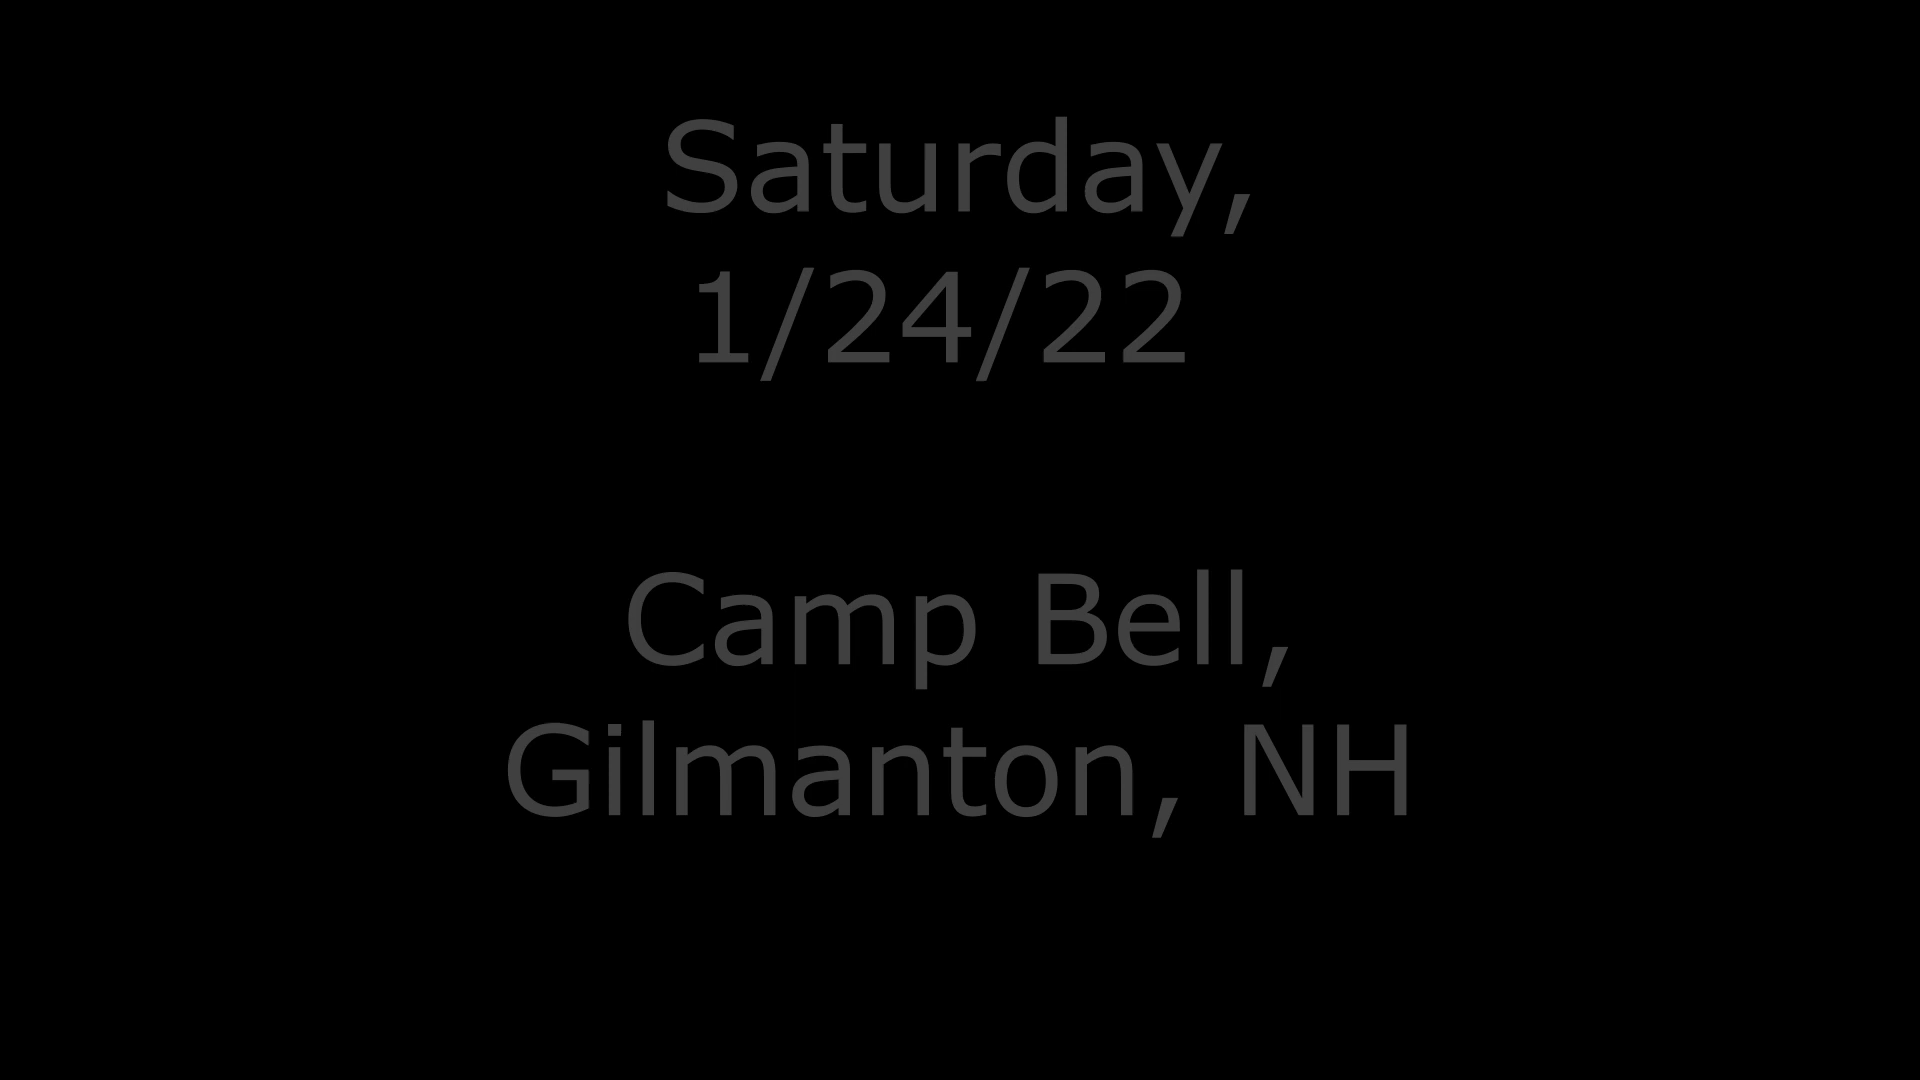 Saturday,
1/24/22
Camp Bell,
Gilmanton, NH